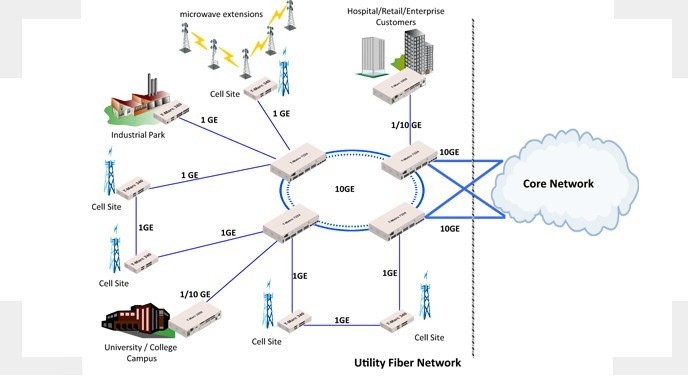 microwave extensions
Hospital/Retail/Enterprise
Customers
Cell Site
1 GE
1/10 GE
Industrial Park
1 GE
10GE
Core Network
10GE
1 GE
Cell Site
1GE
1GE
10GE
Cell Site
1GE
1GE
1/10 GE
University / College
Campus
Cell Site
1GE
Cell Site
Utility Fiber Network